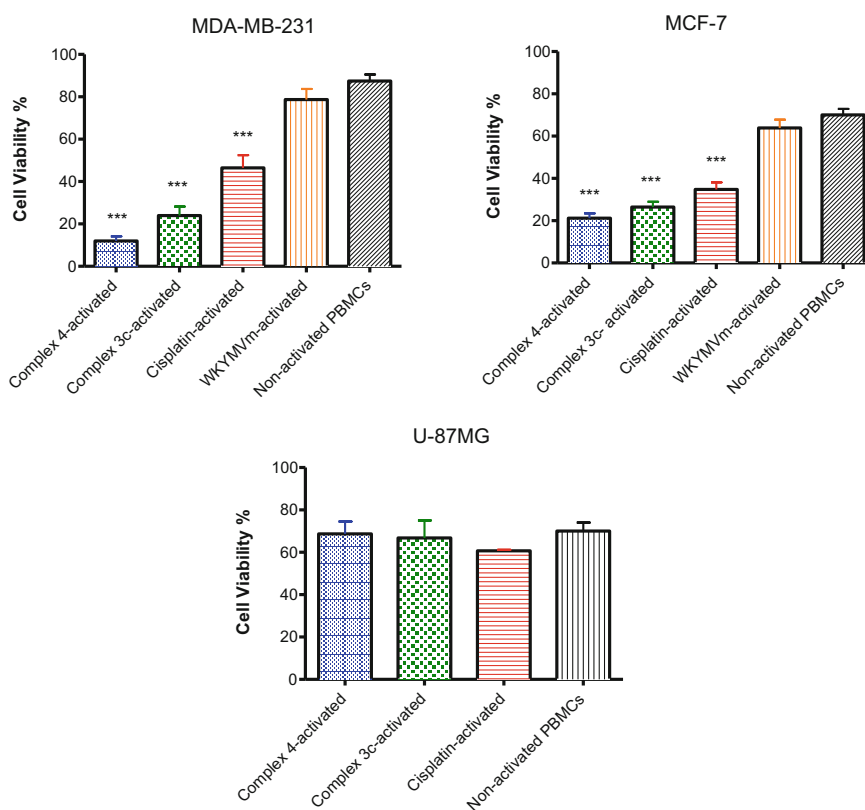 MDA-MB-231
Cell Viability %
100
80
60
40
20
0
***
***
***
Complex 4-activated
Complex 3c-activated
Cisplatin-activated
WKYMVm-activated
Non-activated PBMCs
MCF-7
Cell Viability %
100
80
60
40
20
0
***
***
***
Complex 4-activated
Complex 3c- activated
Cisplatin-activated
WKYMVm-activated
Non-activated PBMCs
U-87MG
Cell Viability %
100
80
60
40
20
0
Complex 4-activated
Complex 3c-activated
Cisplatin-activated
Non-activated PBMCs